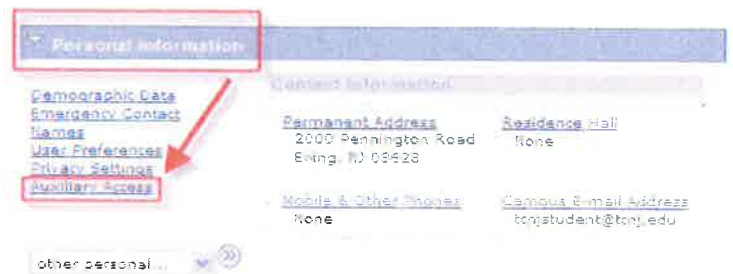 Personal Information
Demographic Data
Emergency Contact
Names
User Preferences
Privacy Settings
Auxiliary Access
other personal...
Contact Information
Permanent Address
2000 Pennington Road
Ewing, NJ 08628
Residence Hall
None
Mobile & Other Phones
None
Campus E-mail Address
tcnjstudent@tcnj.edu